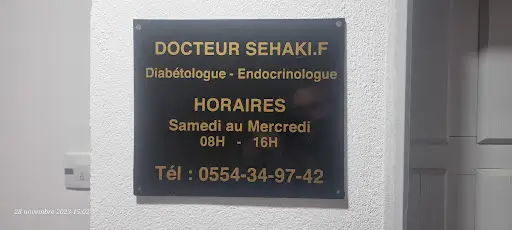 DOCTEUR SEHAKI.F
Diabétologue - Endocrinologue
HORAIRES
Samedi au Mercredi
08H - 16H
Tél : 0554-34-97-42
28 novembre 2023 15:02